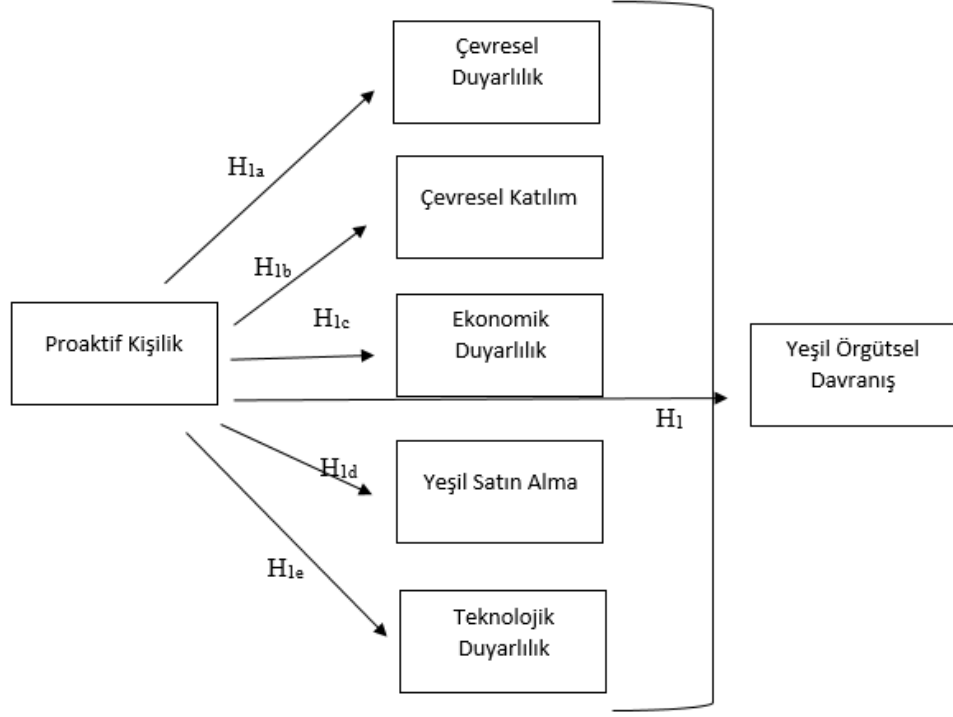 Çevresel
Duyarlılık
H1a
Çevresel Katılım
H1b
Proaktif Kişilik
H1c
Ekonomik
Duyarlılık
Yeşil Örgütsel
Davranış
H1
H1d
Yeşil Satın Alma
H1e
Teknolojik
Duyarlılık